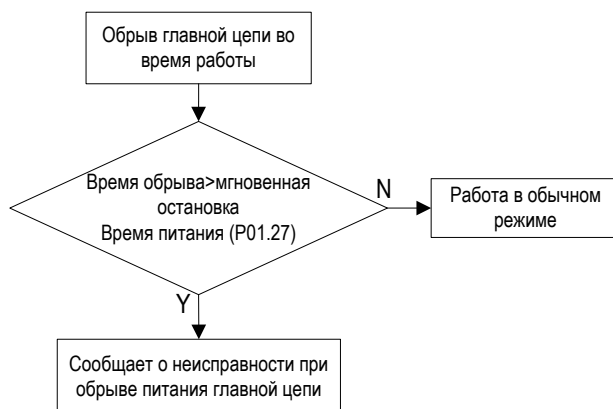 Обрыв главной цепи во
время работы
Время обрыва>мгновенная
остановка
Время питания (P01.27)
N
Работа в обычном
режиме
Y
Сообщает о неисправности при
обрыве питания главной цепи